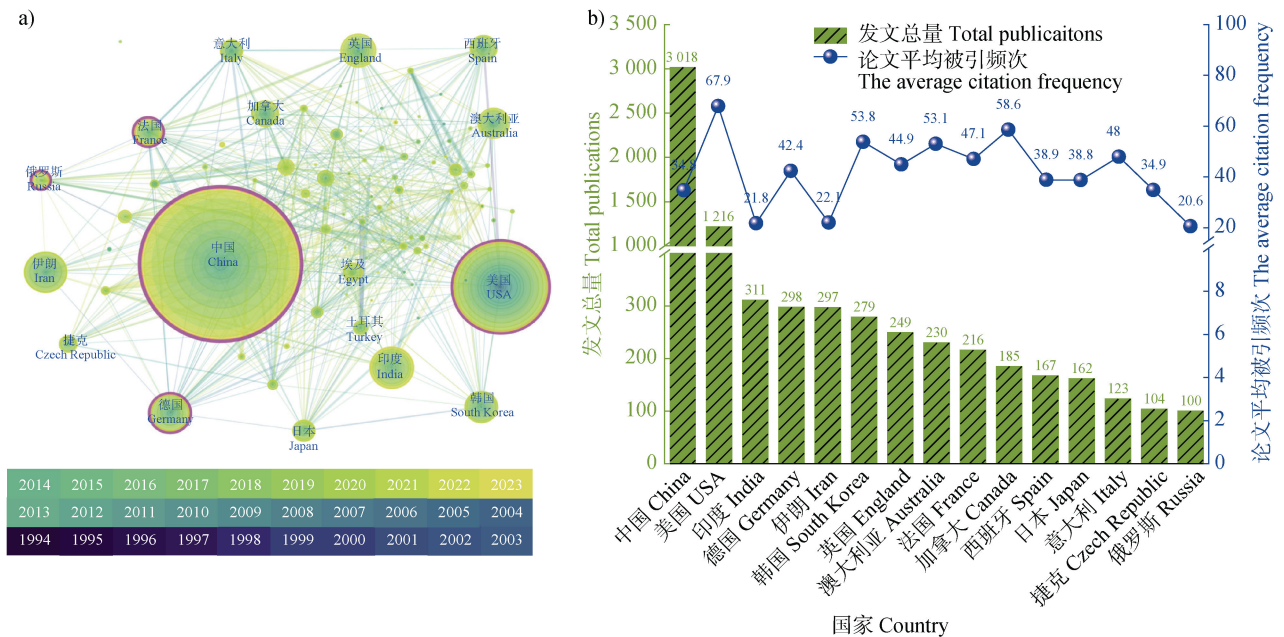 a)
意大利
Italy
英国
England
西班牙
Spain
加拿大
Canada
澳大利亚
Australia
法国
France
俄罗斯
Russia
中国
China
伊朗
Iran
埃及
Egypt
美国
USA
土耳其
Turkey
捷克
Czech Republic
印度
India
德国
Germany
韩国
South Korea
日本
Japan
2014 2015 2016 2017 2018 2019 2020 2021 2022 2023
2013 2012 2011 2010 2009 2008 2007 2006 2005 2004
1994 1995 1996 1997 1998 1999 2000 2001 2002 2003
b)
发文总量 Total publicaitons
论文平均被引频次
The average citation frequency
发文总量 Total publications
3 500
3 000
2 500
2 000
1 500
1 000
300
200
100
0
3 018
1 216
311
298
297
279
249
230
216
185
167
162
123
104
100
34.9
67.9
21.8
42.4
22.1
53.8
44.9
53.1
47.1
58.6
38.9
38.8
48
34.9
20.6
100
80
60
40
20
8
6
4
2
0
论文平均被引频次 The average citation frequency
中国 China
美国 USA
印度 India
德国 Germany
伊朗 Iran
韩国 South Korea
英国 England
澳大利亚 Australia
法国 France
加拿大 Canada
西班牙 Spain
日本 Japan
意大利 Italy
捷克 Czech Republic
俄罗斯 Russia
国家 Country